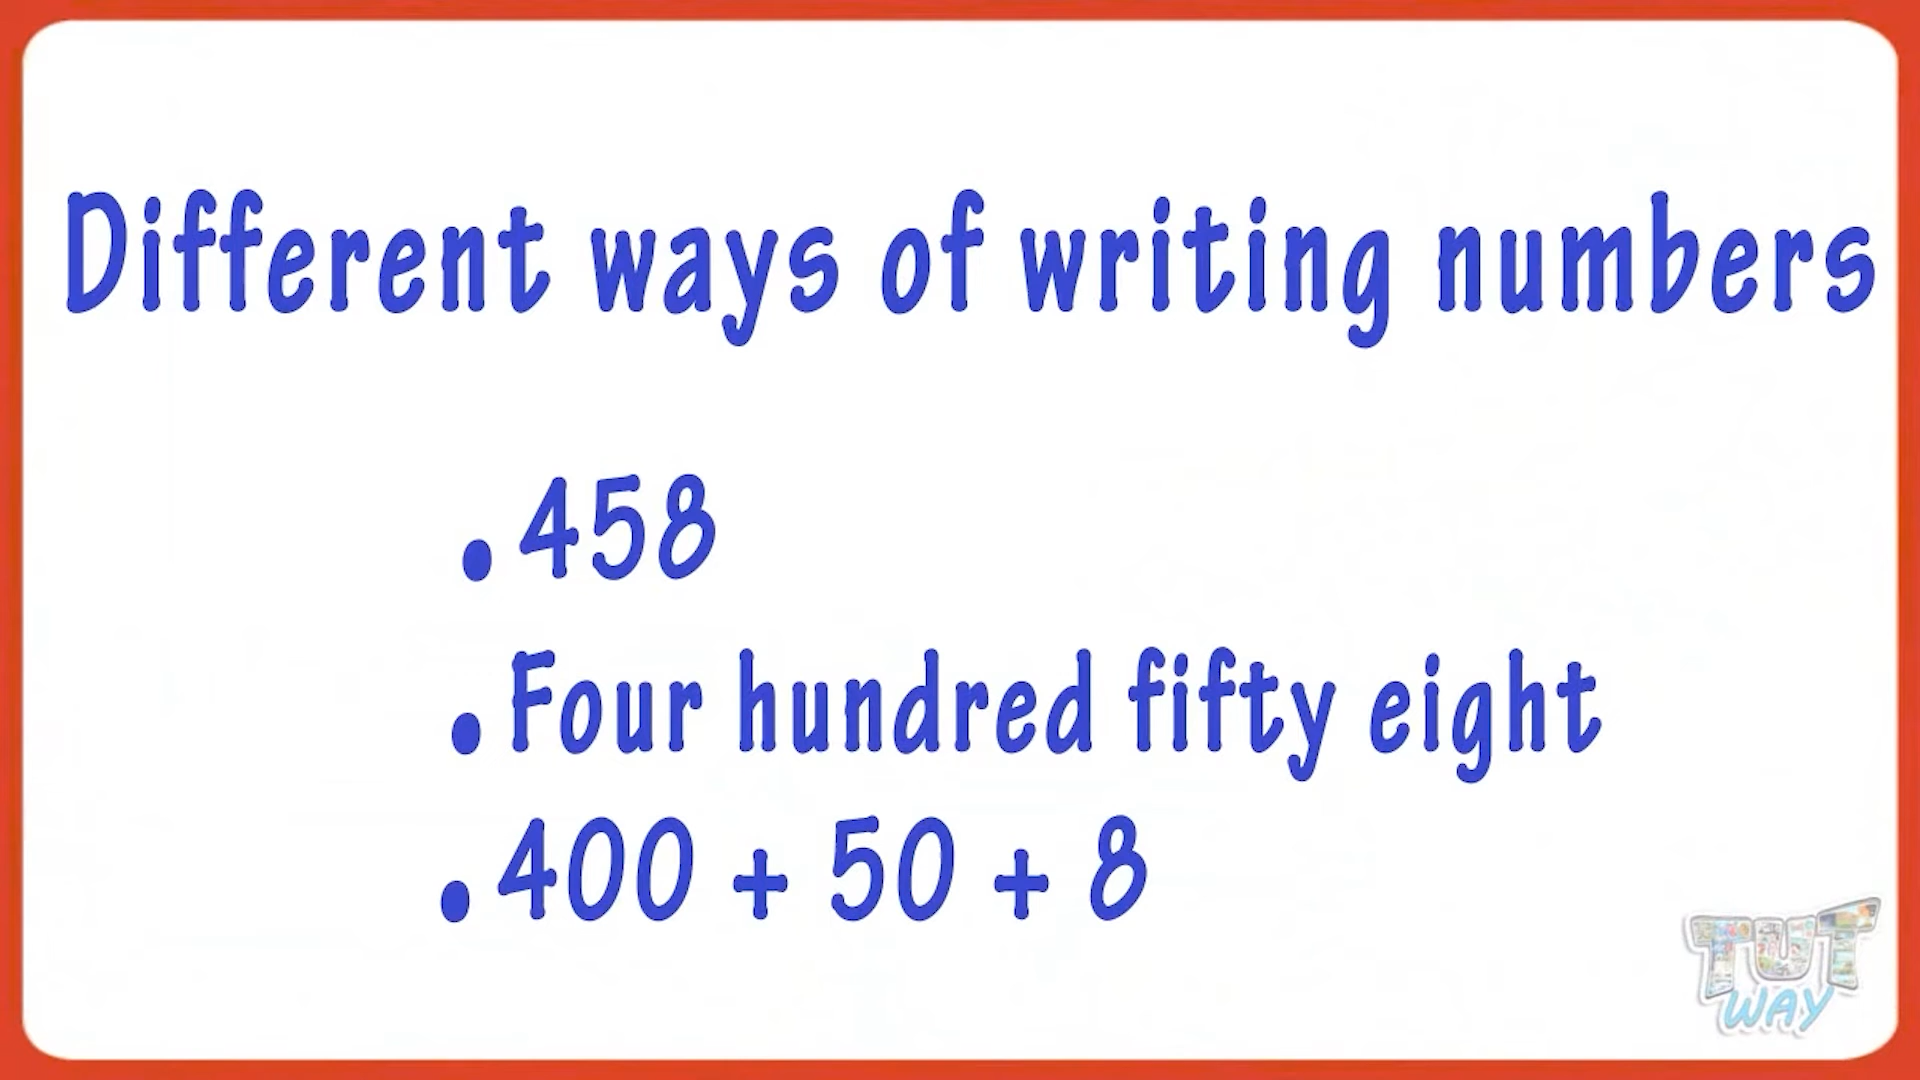 Different ways of writing numbers
• 458
• Four hundred fifty eight
• 400 + 50 + 8
TUT
WAY